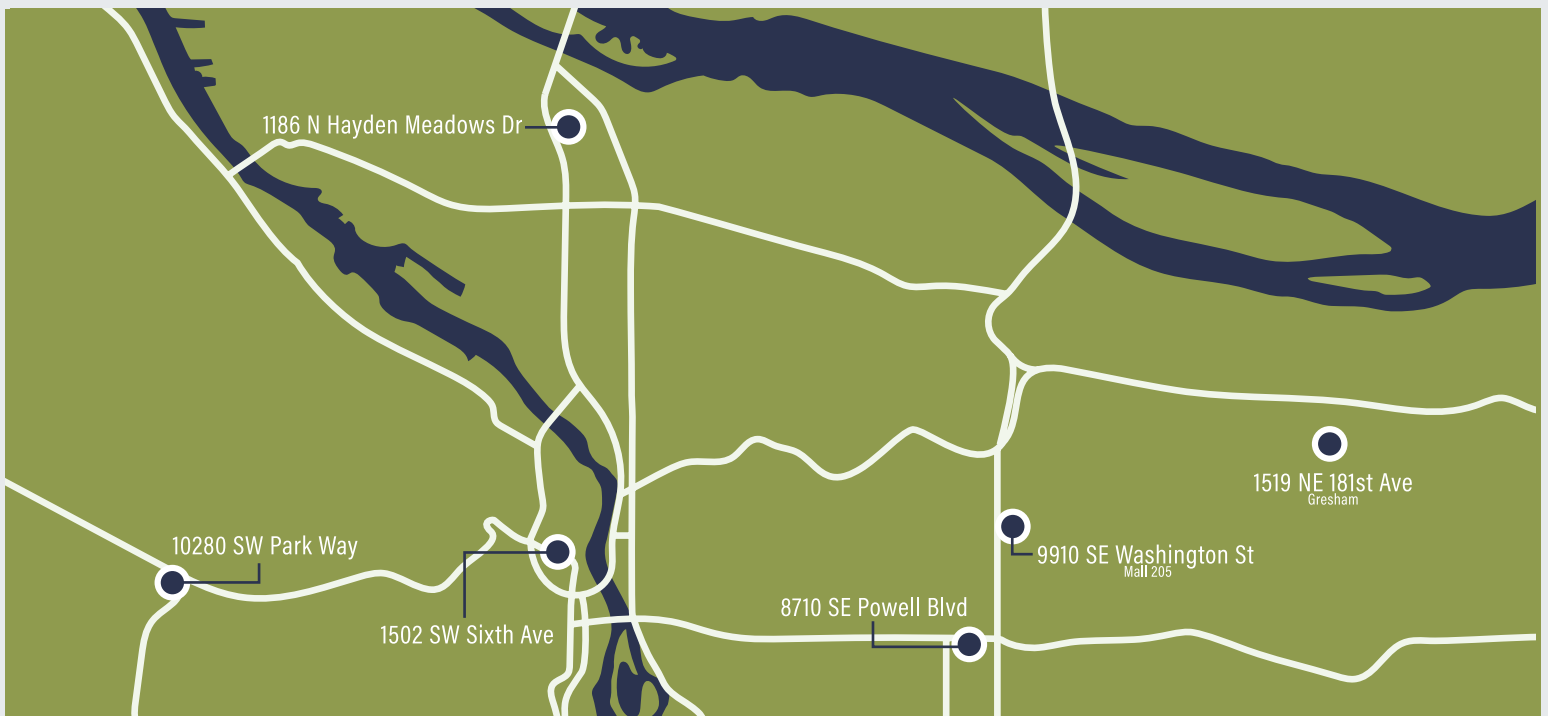 1186 N Hayden Meadows Dr
1519 NE 181st Ave
Gresham
10280 SW Park Way
9910 SE Washington St
Mall 205
8710 SE Powell Blvd
1502 SW Sixth Ave